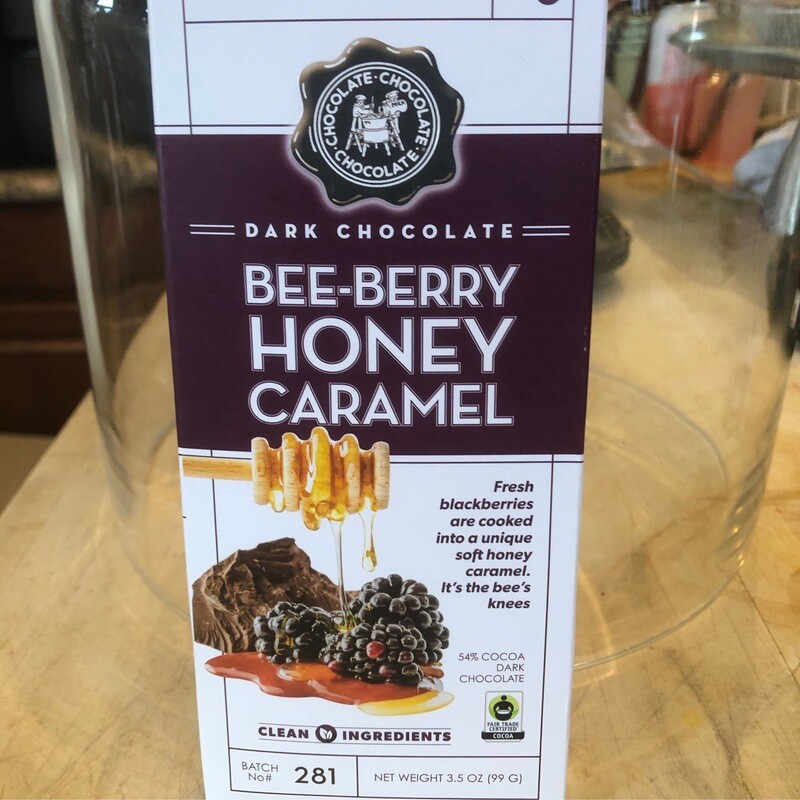 CHOCOLATE · CHOCOLATE
CHOCOLATE
MILK
DARK CHOCOLATE
BEE-BERRY
HONEY
CARAMEL
Fresh
blackberries
are cooked
into a unique
soft honey
caramel.
It's the bee's
knees
54% COCOA
DARK
CHOCOLATE
FAIR TRADE
CERTIFIED
COCOA
CLEAN INGREDIENTS
BATCH
No# 281
NET WEIGHT 3.5 OZ (99 G)